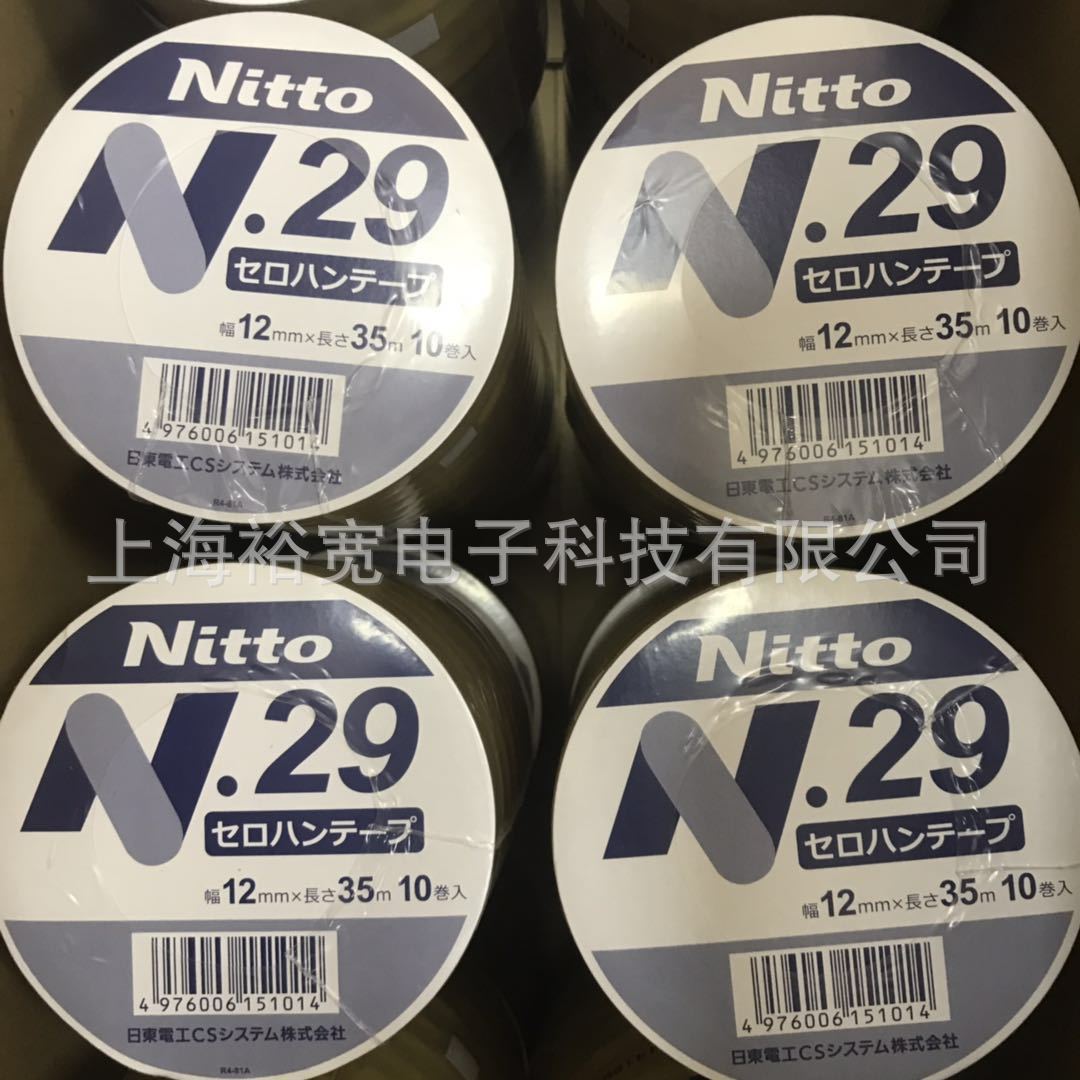 Nitto
N.29
セロハンテープ
幅12mm×長さ35m 10巻入
4 976006 151014
日東電工CSシステム株式会社
R4-81A
Nitto
N.29
セロハンテープ
幅12mm×長さ35m 10巻入
4 976006 151014
日東電工CSシステム株式会社
R4-81A
上海裕宽电子科技有限公司
Nitto
N.29
セロハンテープ
幅12mm×長さ35m 10巻入
4 976006 151014
日東電工CSシステム株式会社
R4-81A
Nitto
N.29
セロハンテープ
幅12mm×長さ35m 10巻入
4 976006 151014
日東電工CSシステム株式会社